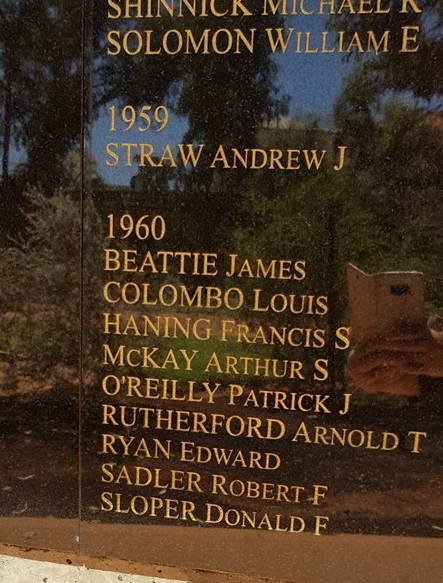 SHINNICK MICHAEL R
SOLOMON WILLIAM E
1959
STRAW ANDREW J
1960
BEATTIE JAMES
COLOMBO LOUIS
HANING FRANCIS S
McKAY ARTHUR S
O'REILLY PATRICK J
RUTHERFORD ARNOLD T
RYAN EDWARD
SADLER ROBERT F
SLOPER DONALD F